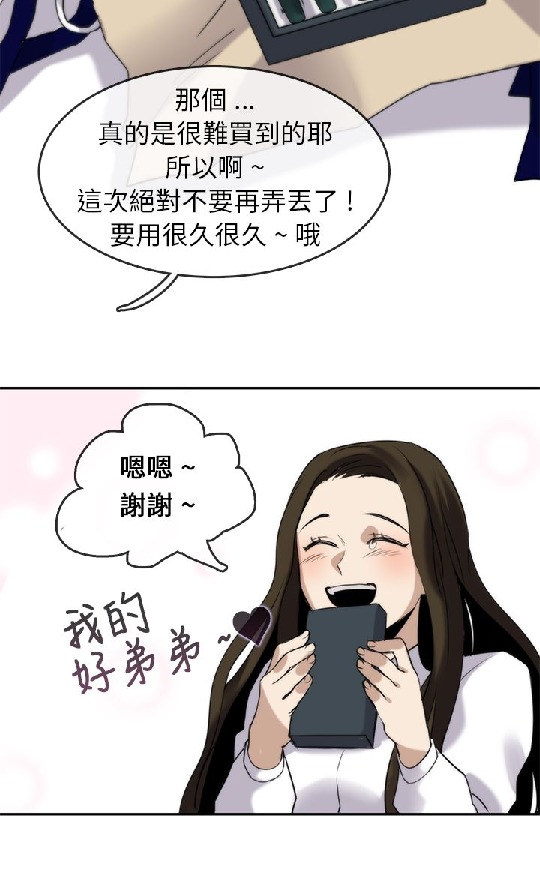 那個 ...
真的是很難買到的耶
所以啊 ~
這次絕對不要再弄丟了 !
要用很久很久 ~ 哦
嗯嗯 ~
謝謝 ~
我的
好弟弟 ~